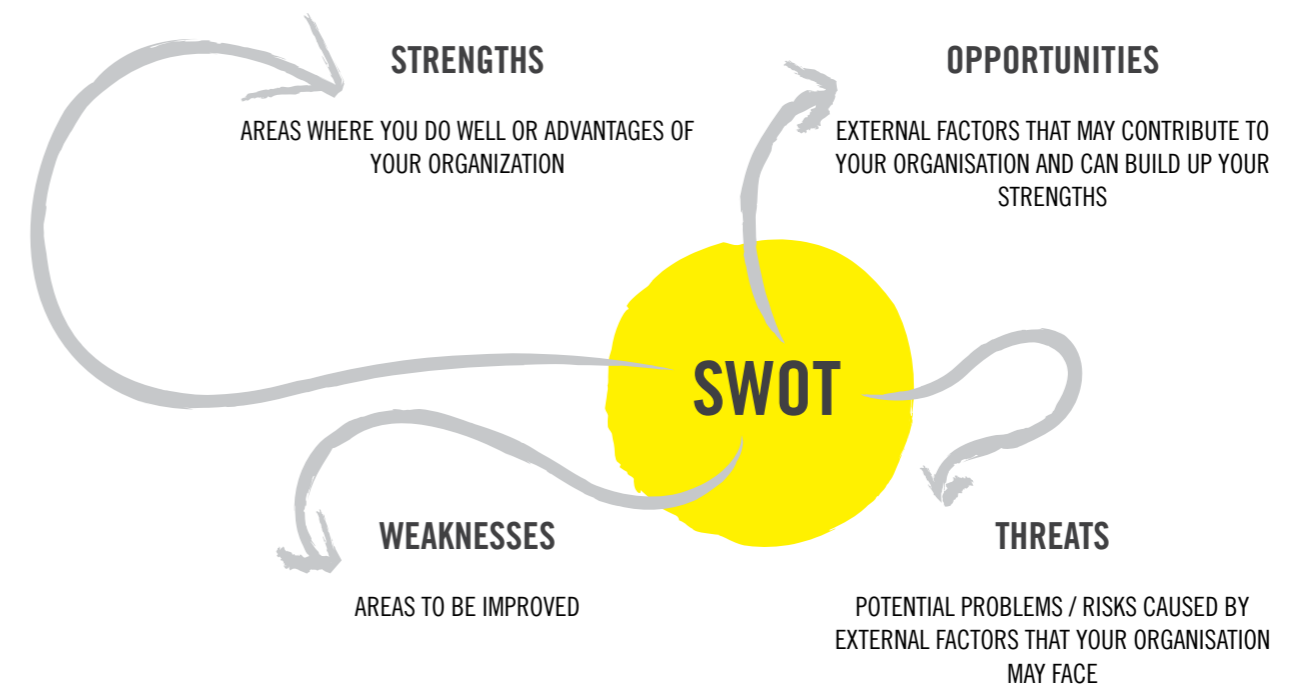 STRENGTHS
AREAS WHERE YOU DO WELL OR ADVANTAGES OF
YOUR ORGANIZATION
OPPORTUNITIES
EXTERNAL FACTORS THAT MAY CONTRIBUTE TO
YOUR ORGANISATION AND CAN BUILD UP YOUR
STRENGTHS
SWOT
WEAKNESSES
AREAS TO BE IMPROVED
THREATS
POTENTIAL PROBLEMS / RISKS CAUSED BY
EXTERNAL FACTORS THAT YOUR ORGANISATION
MAY FACE